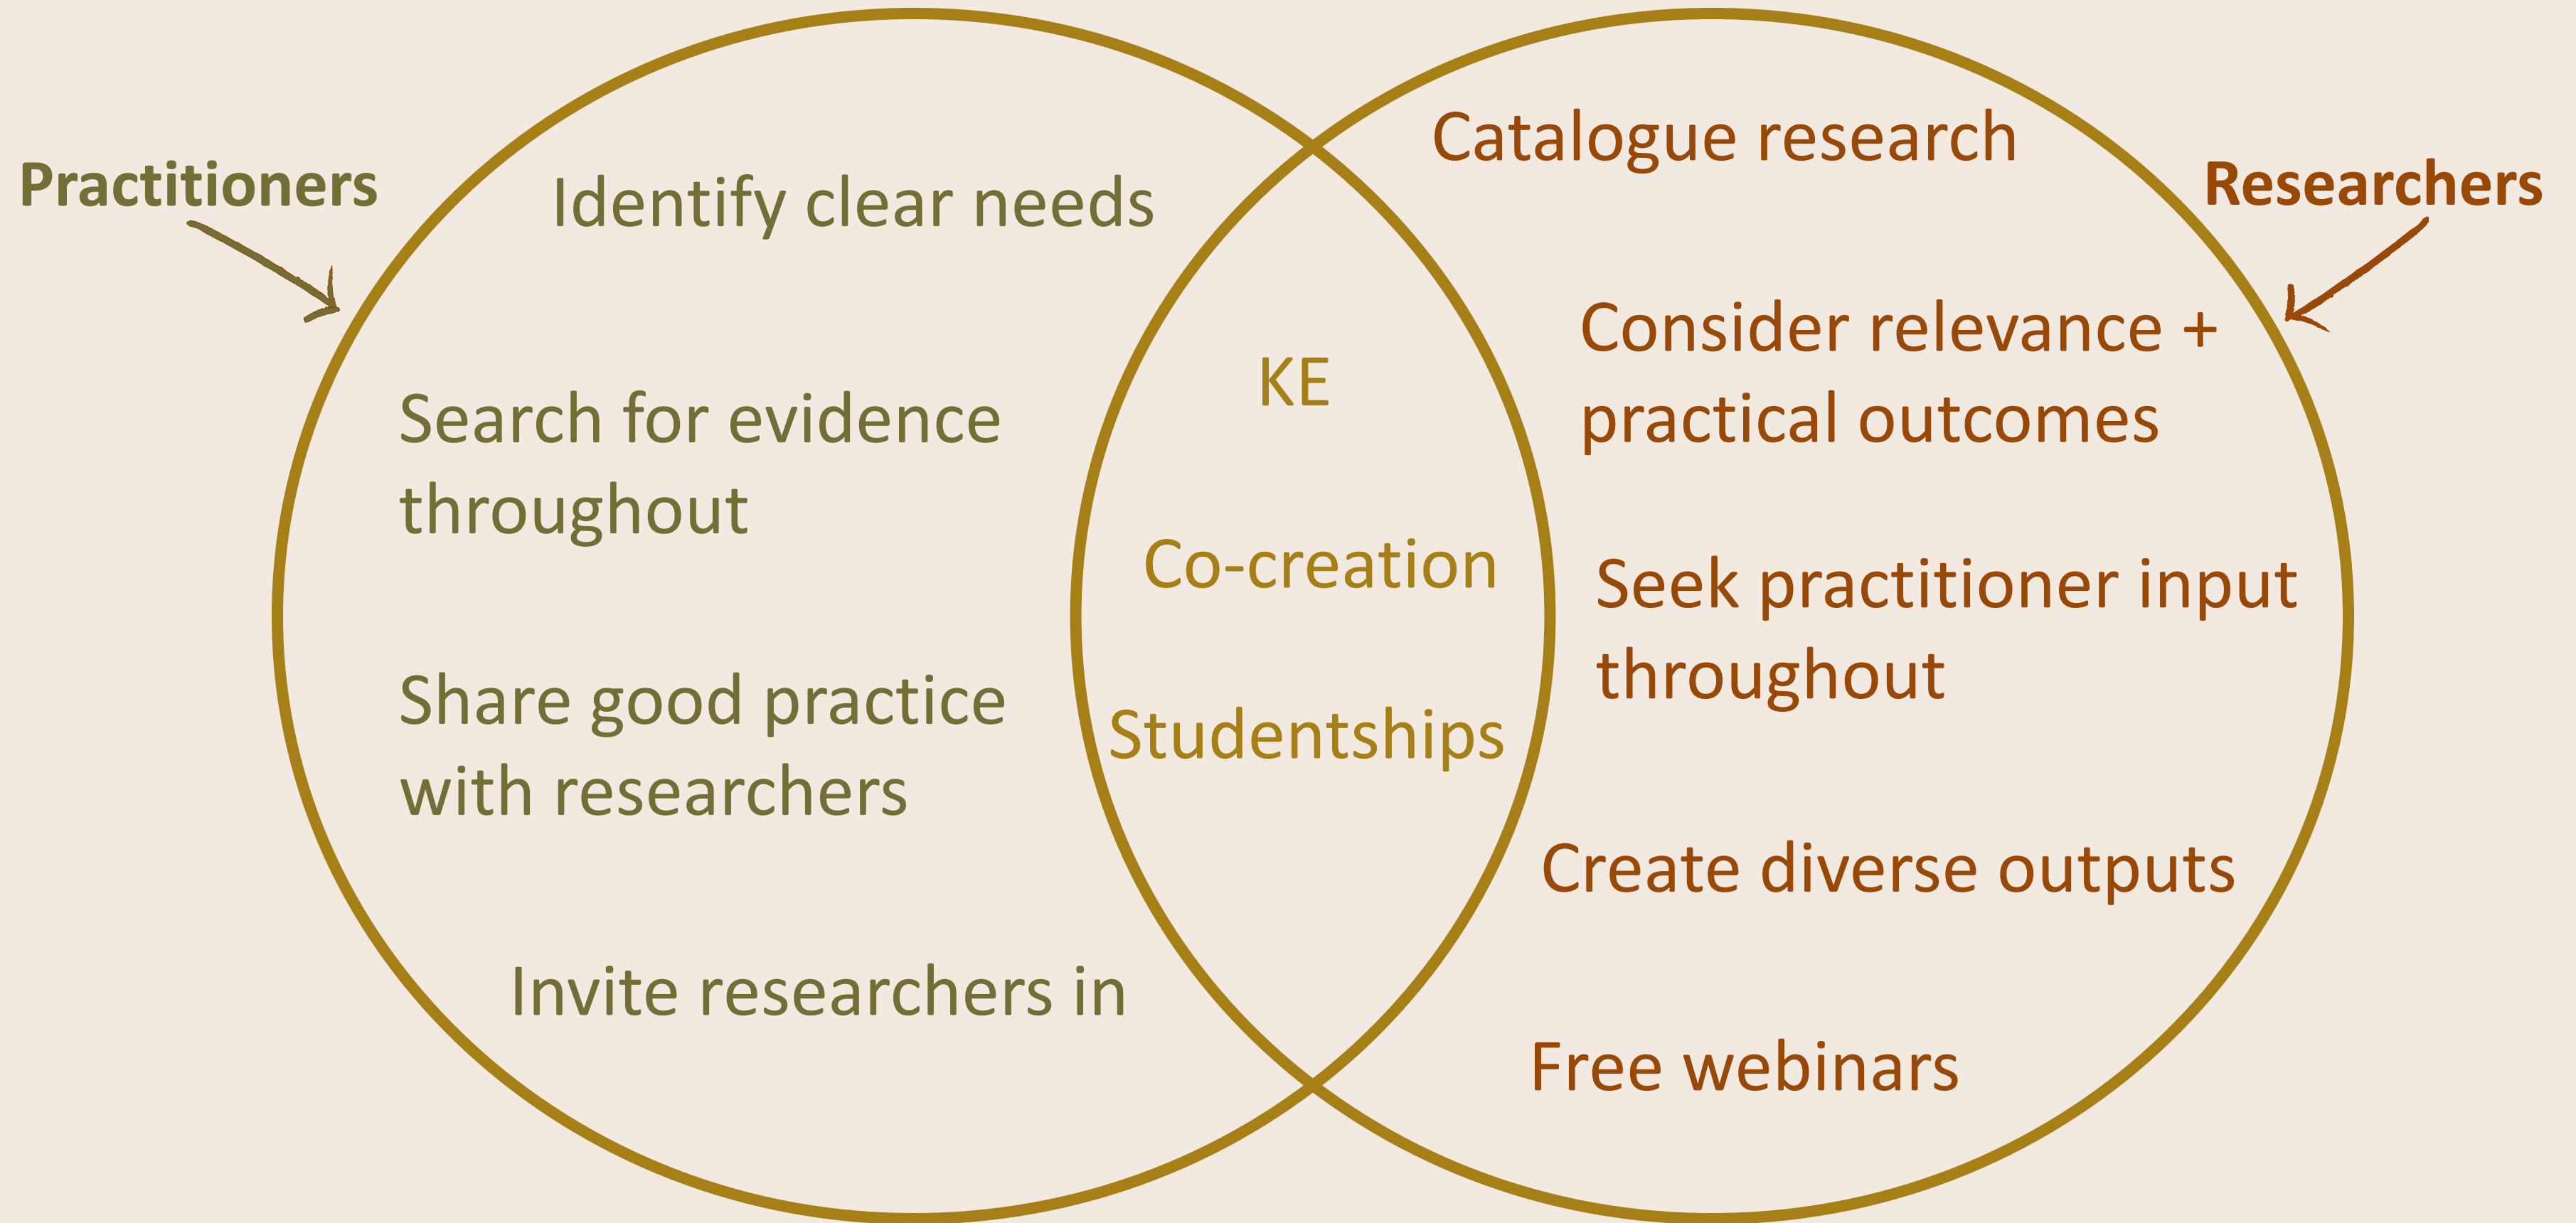 Practitioners
Identify clear needs
Search for evidence
throughout
Share good practice
with researchers
Invite researchers in
KE
Co-creation
Studentships
Researchers
Catalogue research
Consider relevance +
practical outcomes
Seek practitioner input
throughout
Create diverse outputs
Free webinars